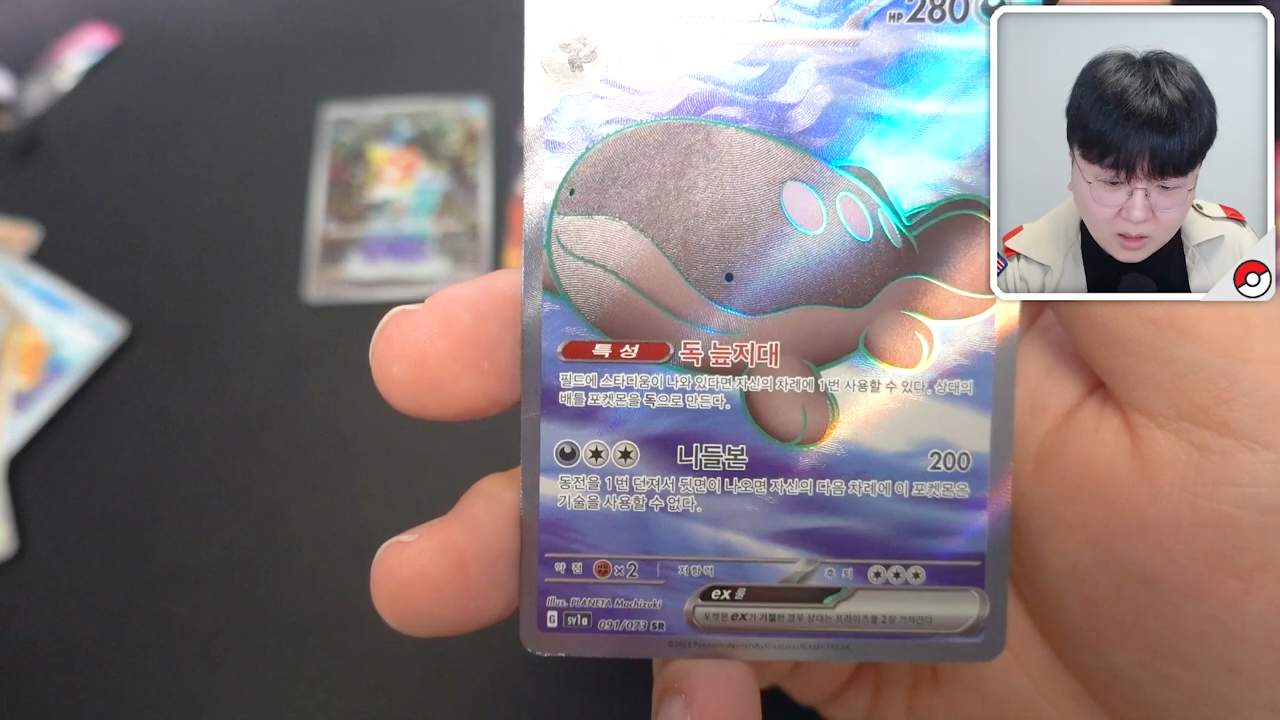 HP 280
특성 독 늪지대
필드에 스타디움이 나와 있다면 자신의 차례에 1번 사용할 수 있다. 상대의
배틀 포켓몬을 독으로 만든다.
니들본 200
동전을 1번 던져서 뒷면이 나오면 자신의 다음 차례에 이 포켓몬은
기술을 사용할 수 없다.
약점 ×2 저항력 후퇴
ex 룰
포켓몬 ex가 기절한 경우 상대는 프라이즈를 2장 가져간다.
Illus. PLANETA Mochizuki
G sv1a 091/073 SR